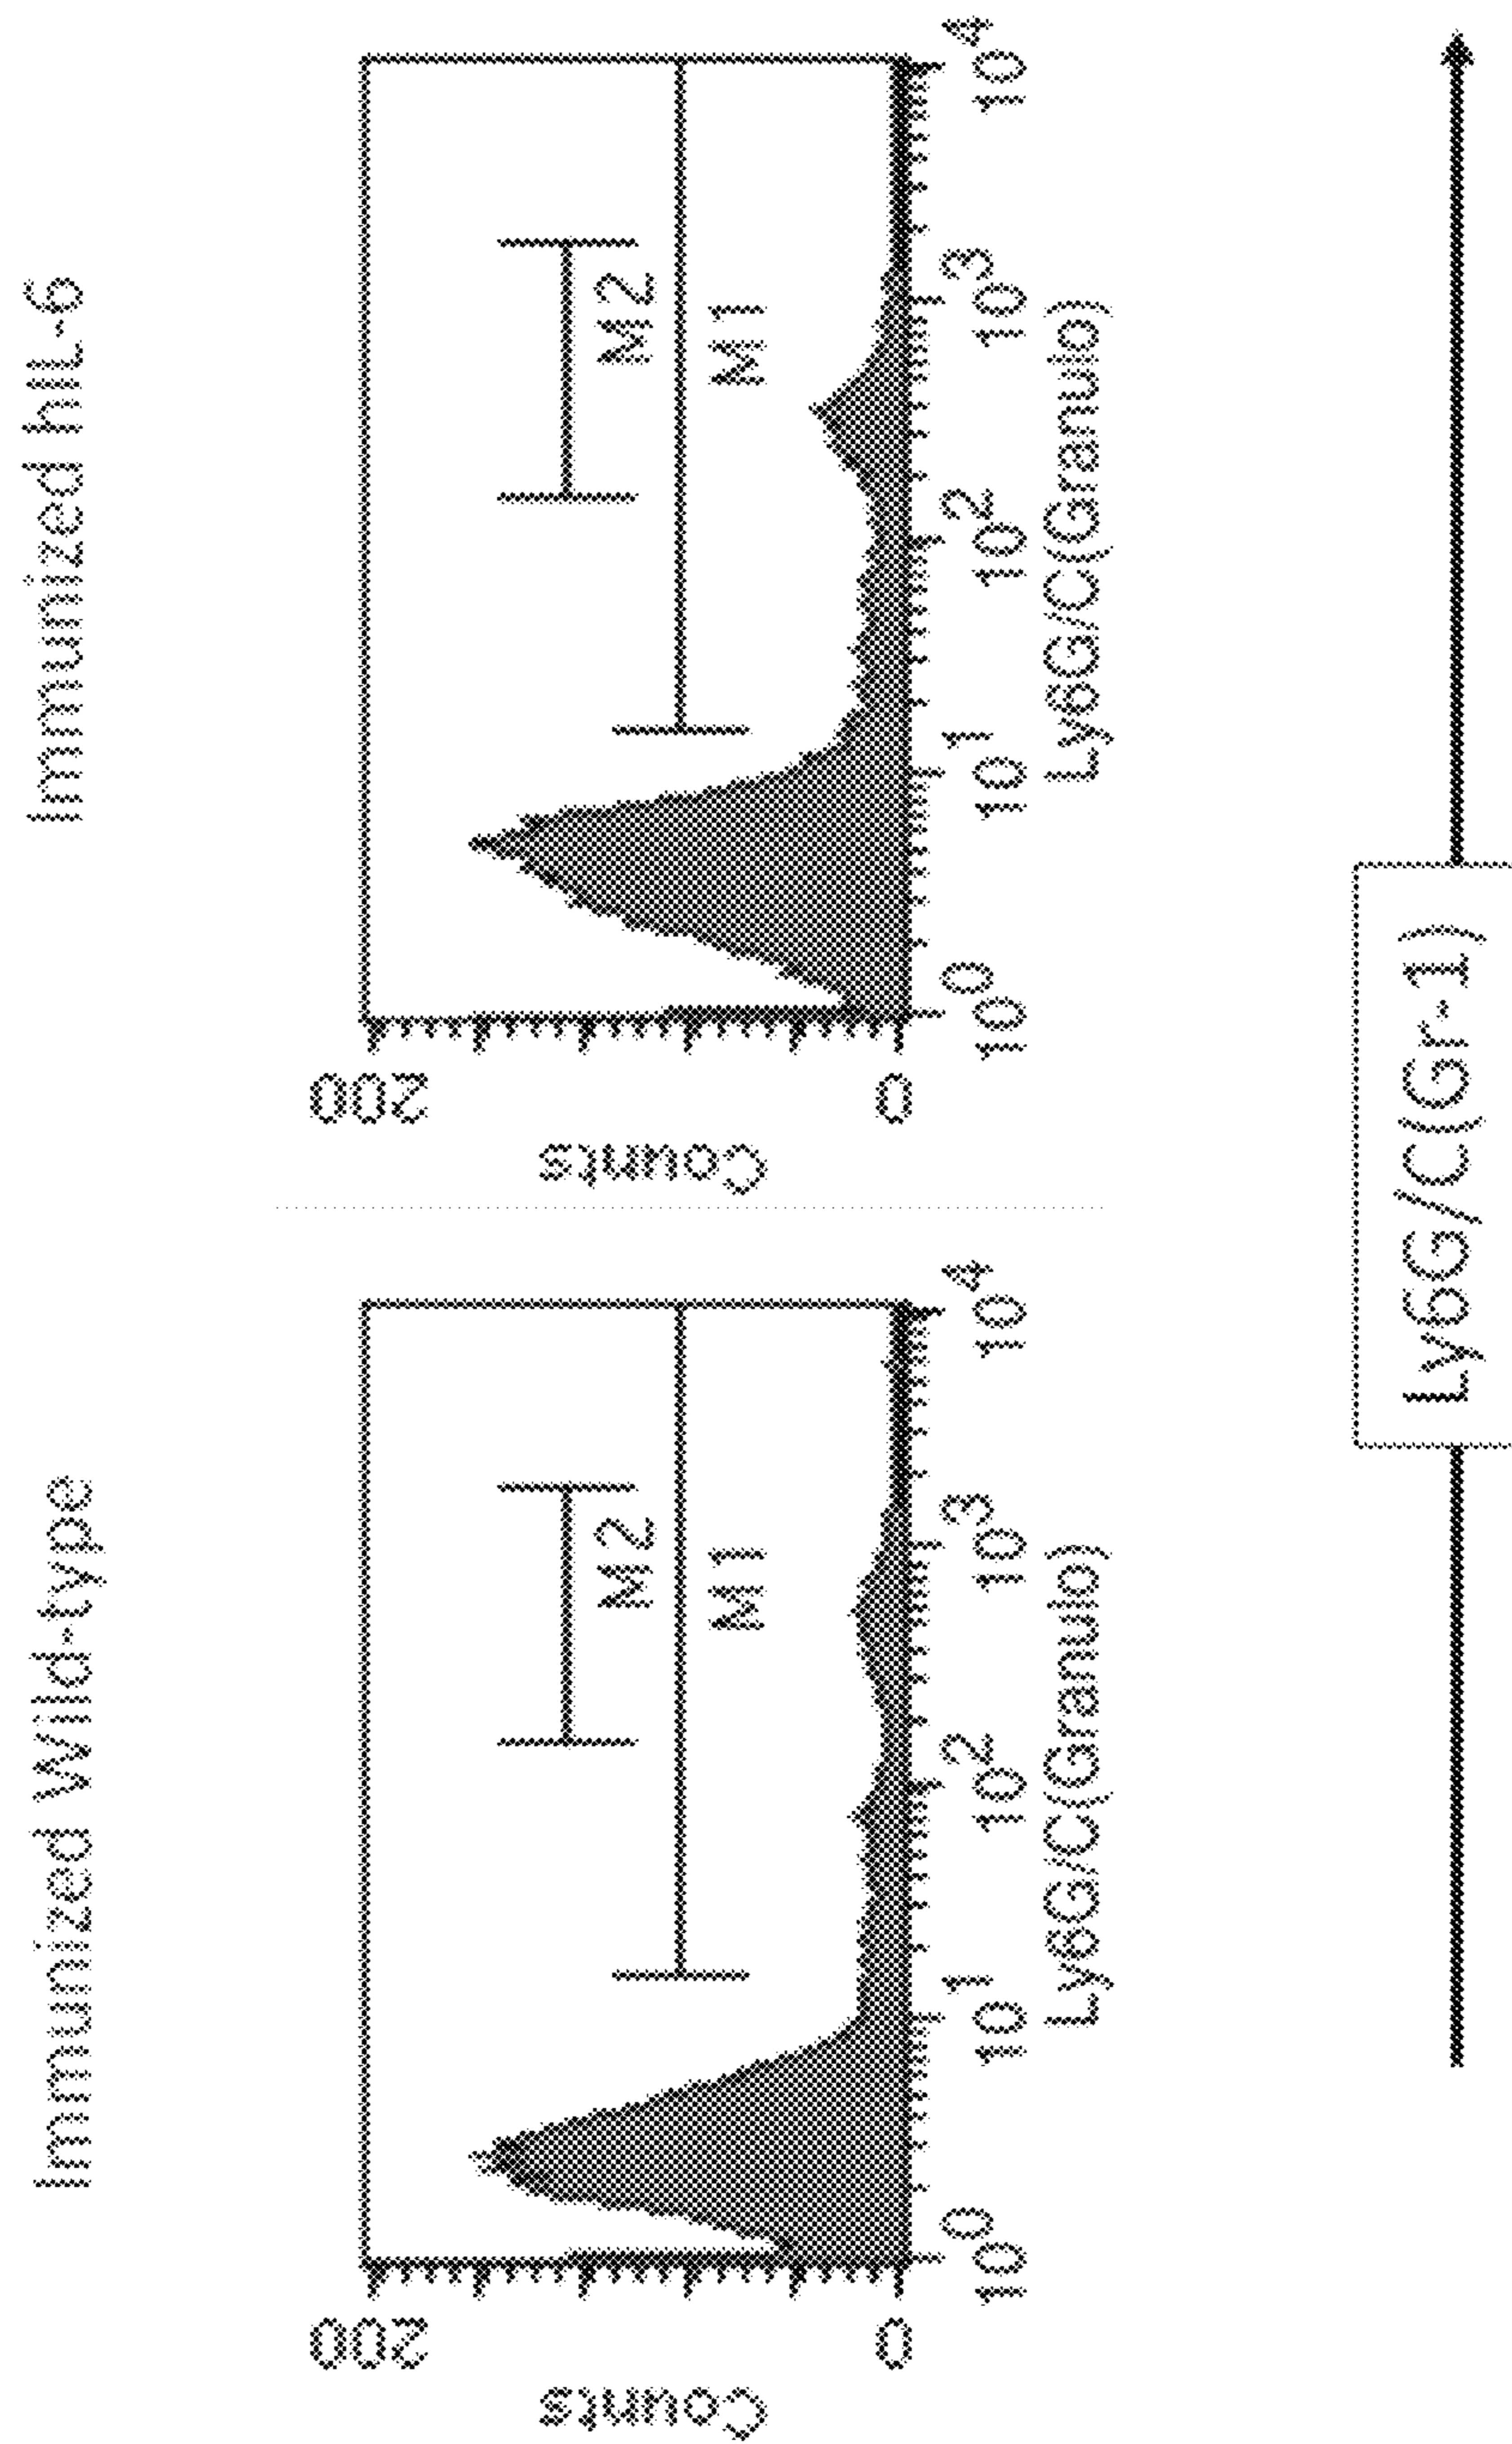 Immunized Wild-type
Counts
200
0
M2
M1
10^0 10^1 10^2 10^3 10^4
Ly6G/C(Granulo)
Immunized hIL-6
Counts
200
0
M2
M1
10^0 10^1 10^2 10^3 10^4
Ly6G/C(Granulo)
Ly6G/C(Gr-1)